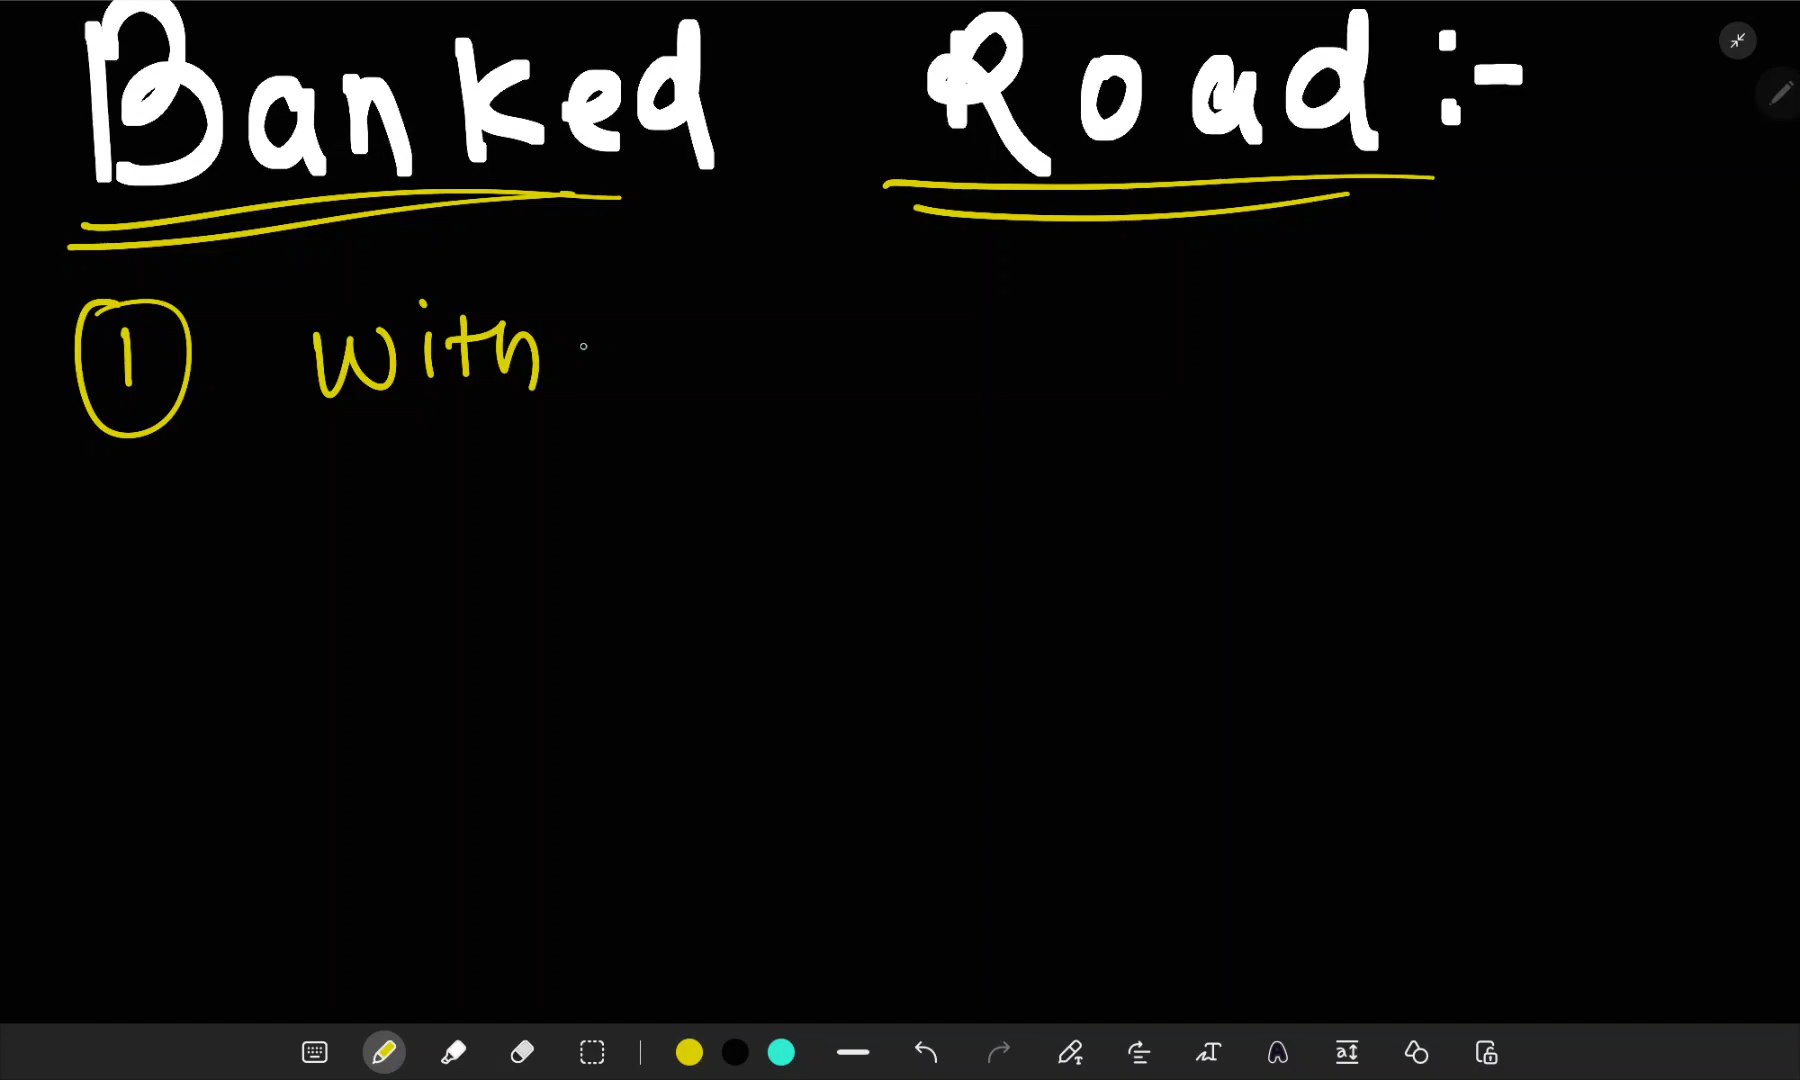 Banked Road :-
① with